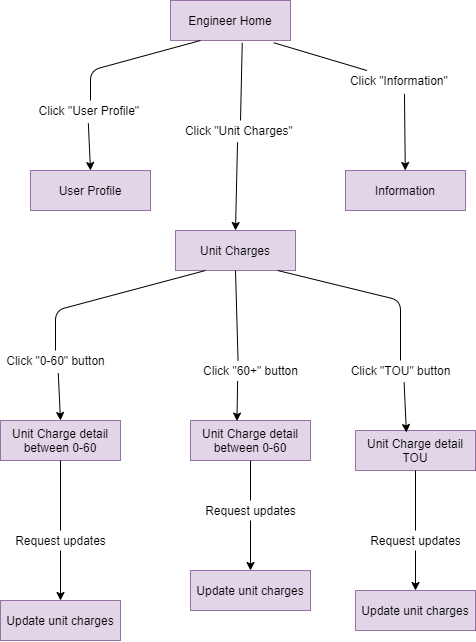 Engineer Home
Click "Information"
Click "User Profile"
Click "Unit Charges"
User Profile
Information
Unit Charges
Click "0-60" button
Click "60+" button
Click "TOU" button
Unit Charge detail
between 0-60
Unit Charge detail
between 0-60
Unit Charge detail
TOU
Request updates
Request updates
Request updates
Update unit charges
Update unit charges
Update unit charges